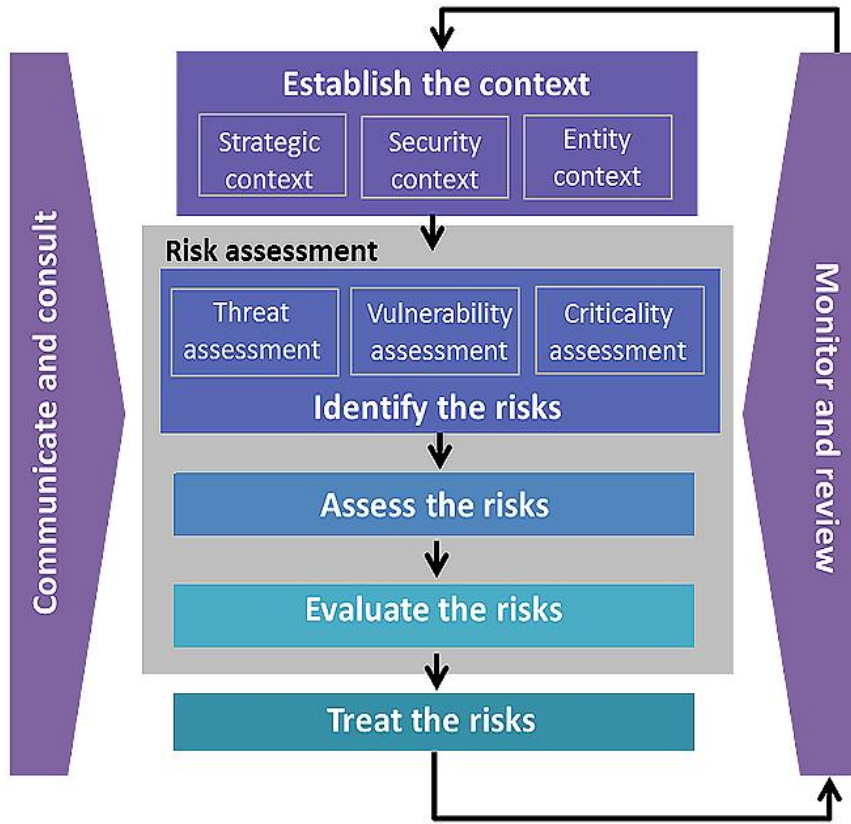 Communicate and consult
Establish the context
Strategic
context
Security
context
Entity
context
Risk assessment
Threat
assessment
Vulnerability
assessment
Criticality
assessment
Identify the risks
Assess the risks
Evaluate the risks
Treat the risks
Monitor and review